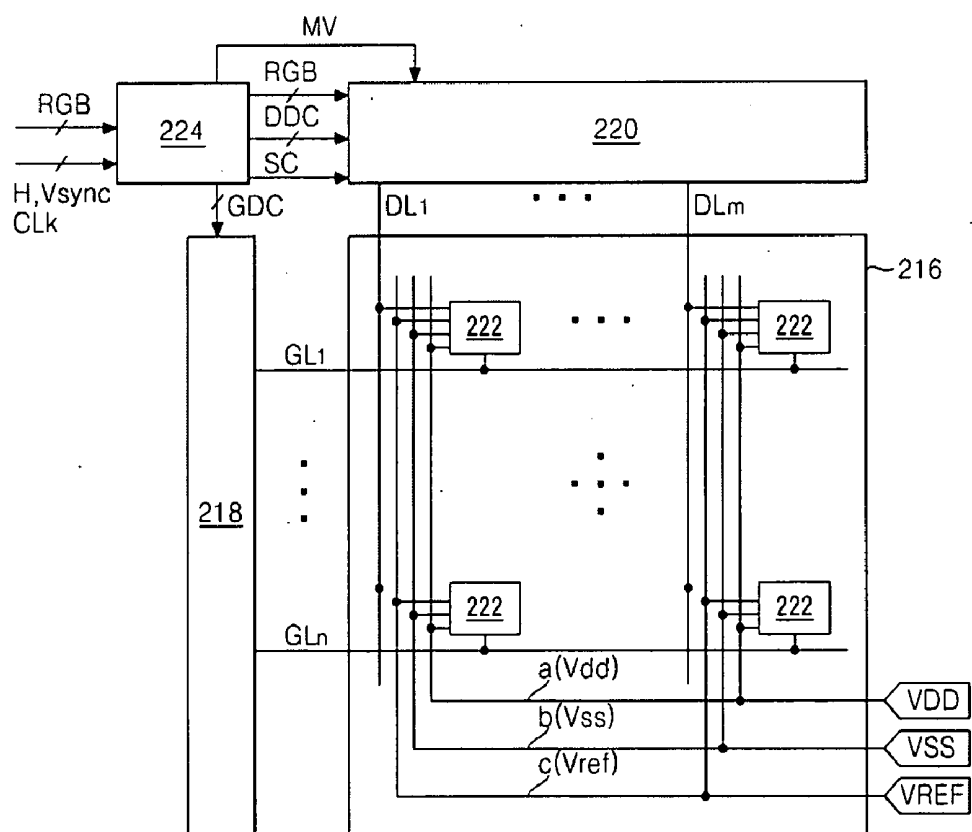 MV
RGB
RGB
DDC
SC
224
220
H,Vsync
CLk
GDC
DL1
DLm
216
222
222
GL1
218
222
222
GLn
a(Vdd)
VDD
b(Vss)
VSS
c(Vref)
VREF